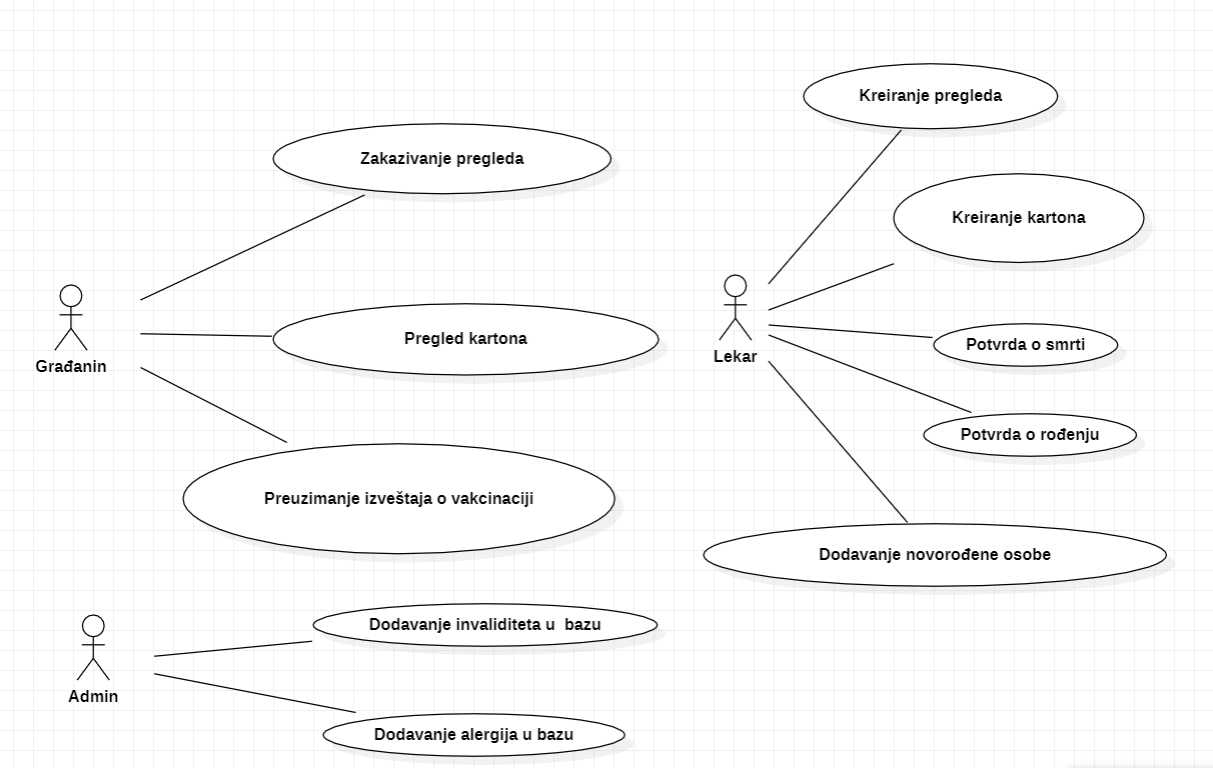 Kreiranje pregleda
Zakazivanje pregleda
Kreiranje kartona
Građanin
Pregled kartona
Lekar
Potvrda o smrti
Potvrda o rođenju
Preuzimanje izveštaja o vakcinaciji
Dodavanje novorođene osobe
Admin
Dodavanje invaliditeta u  bazu
Dodavanje alergija u bazu